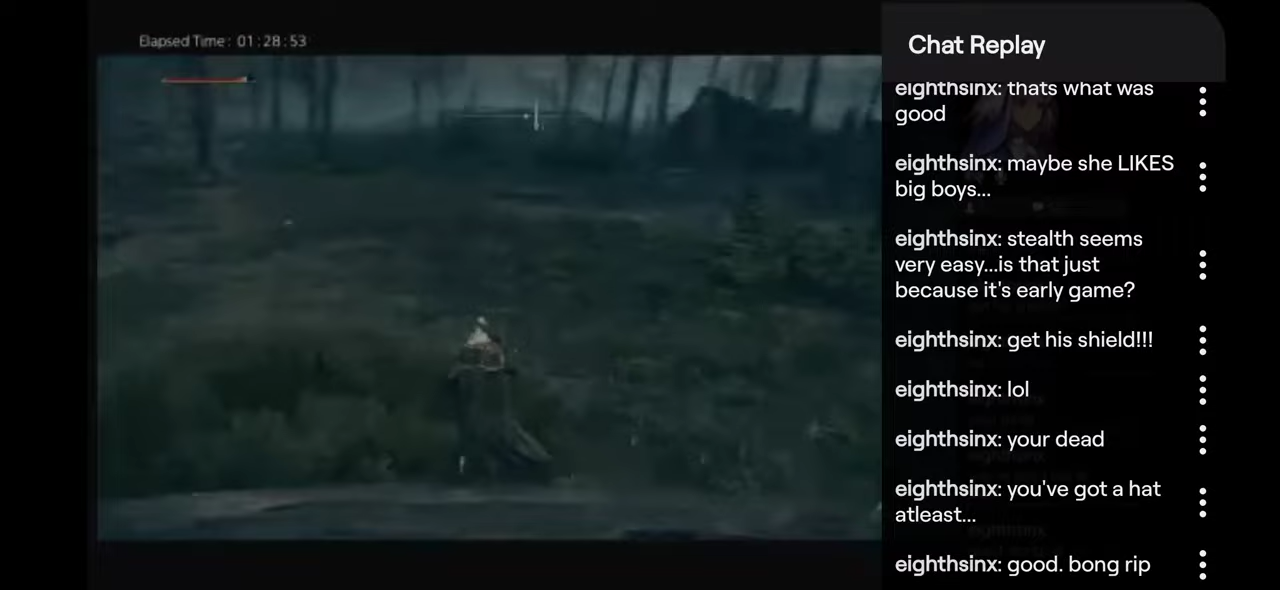 Elapsed Time: 01:28:53
Chat Replay
eighthsinx: thats what was
good
eighthsinx: maybe she LIKES
big boys...
eighthsinx: stealth seems
very easy...is that just
because it's early game?
eighthsinx: get his shield!!!
eighthsinx: lol
eighthsinx: your dead
eighthsinx: you've got a hat
atleast...
eighthsinx: good. bong rip